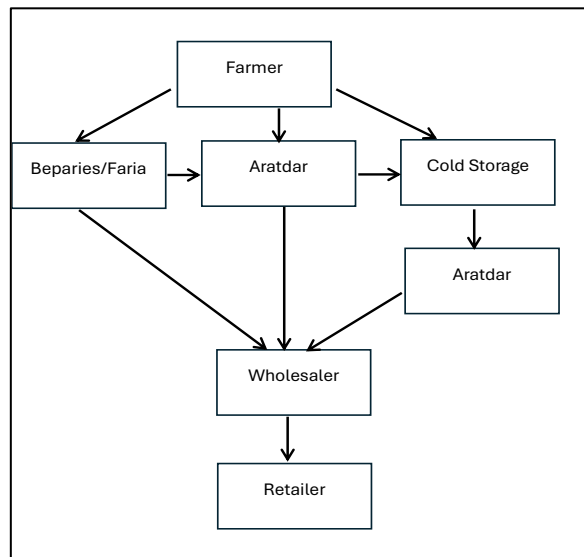 Farmer
Beparies/Faria
Aratdar
Cold Storage
Aratdar
Wholesaler
Retailer